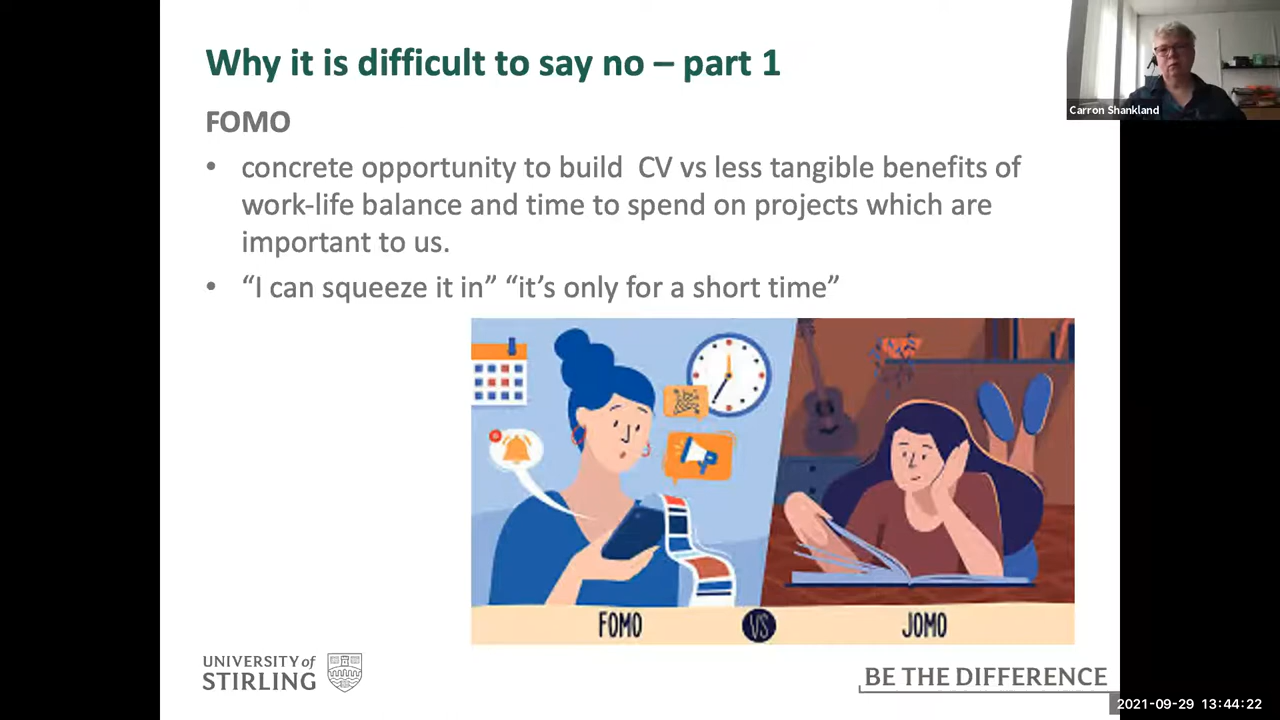 Why it is difficult to say no – part 1
Carron Shankland
FOMO
• concrete opportunity to build  CV vs less tangible benefits of
work-life balance and time to spend on projects which are
important to us.
• “I can squeeze it in” “it’s only for a short time”
FOMO
VS
JOMO
UNIVERSITY of
STIRLING
BE THE DIFFERENCE
2021-09-29 13:44:22